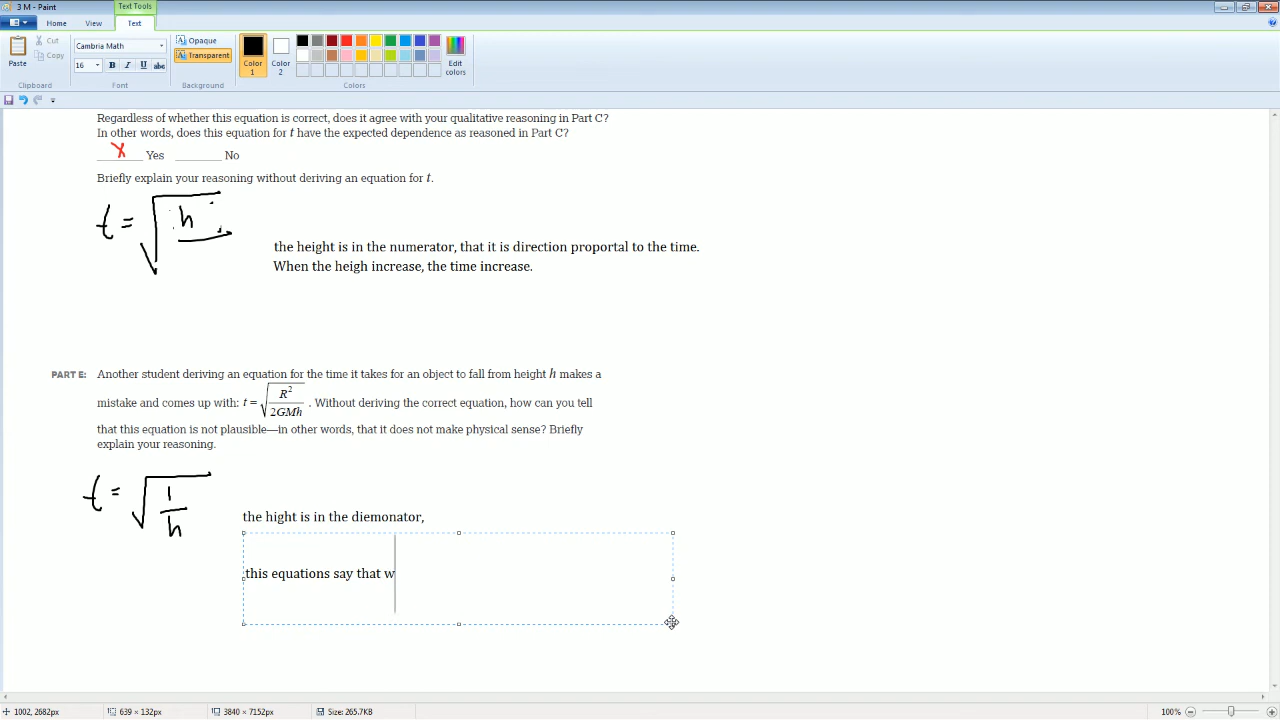 3 M - Paint
Text Tools
Home View Text
Paste
Cut
Copy
Clipboard
Cambria Math
16 B I U abc
Font
Opaque
Transparent
Background
Color 1
Color 2
Edit colors
Colors
Regardless of whether this equation is correct, does it agree with your qualitative reasoning in Part C?
In other words, does this equation for t have the expected dependence as reasoned in Part C?
X Yes ______ No
Briefly explain your reasoning without deriving an equation for t.
t = √h
the height is in the numerator, that it is direction proportal to the time.
When the heigh increase, the time increase.
PART E: Another student deriving an equation for the time it takes for an object to fall from height h makes a
mistake and comes up with: t = √(R²/2GMh). Without deriving the correct equation, how can you tell
that this equation is not plausible—in other words, that it does not make physical sense? Briefly
explain your reasoning.
t = √(1/h)
the hight is in the diemonator,
this equations say that w
1002, 2682px 639 × 132px 3840 × 7152px Size: 265.7KB 100%